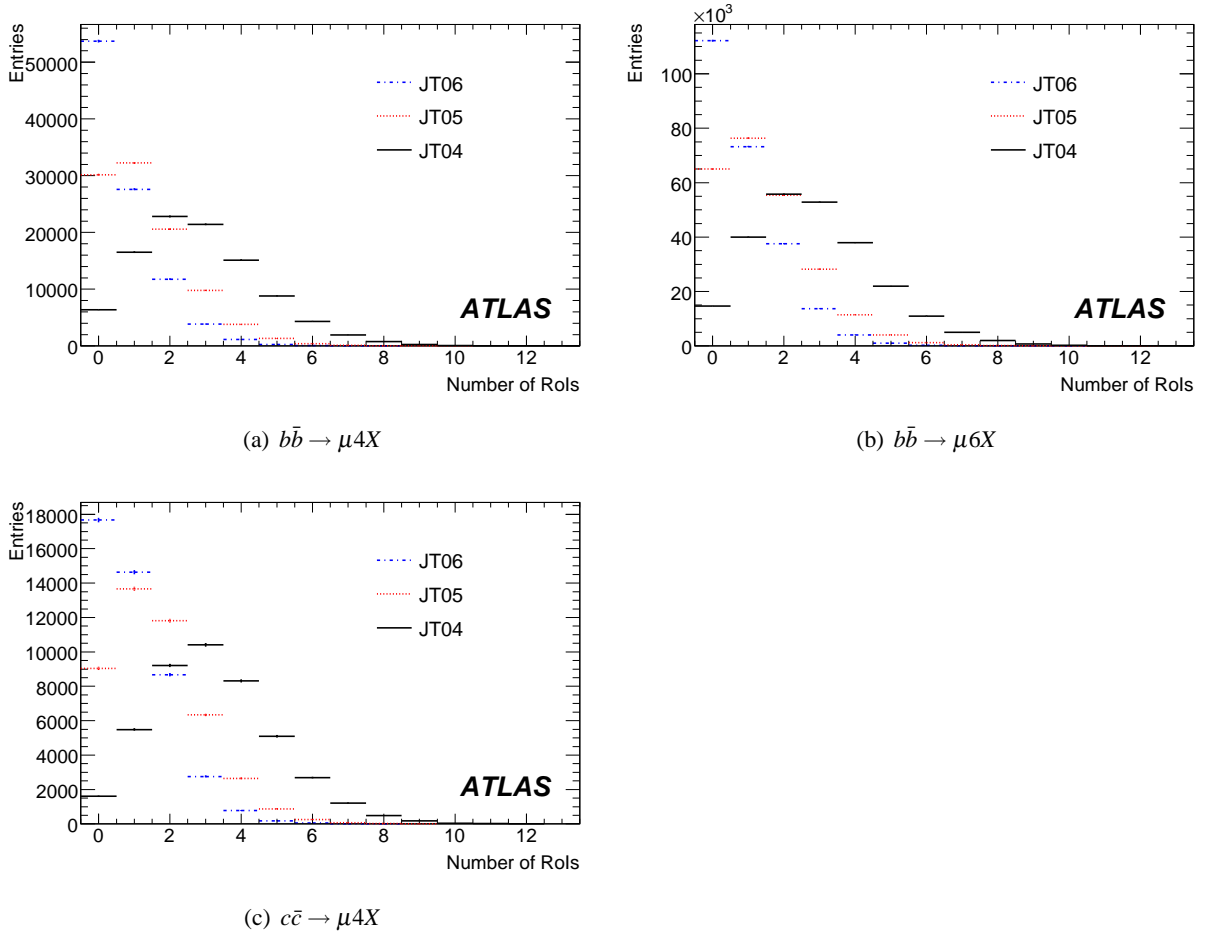 Entries
50000
40000
30000
20000
10000
0
JT06
JT05
JT04
ATLAS
0 2 4 6 8 10 12
Number of RoIs
(a) bb̄ → μ4X
×10³
Entries
100
80
60
40
20
0
JT06
JT05
JT04
ATLAS
0 2 4 6 8 10 12
Number of RoIs
(b) bb̄ → μ6X
Entries
18000
16000
14000
12000
10000
8000
6000
4000
2000
0
JT06
JT05
JT04
ATLAS
0 2 4 6 8 10 12
Number of RoIs
(c) cc̄ → μ4X